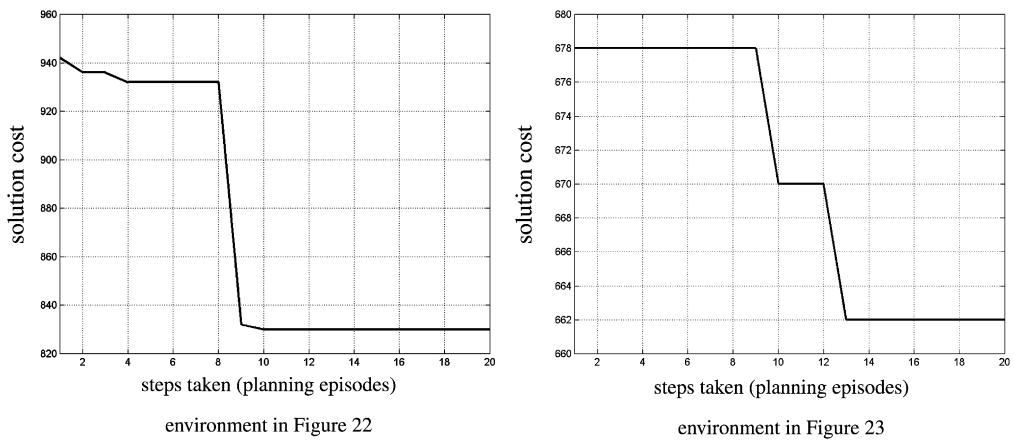 960
940
920
900
880
860
840
820
solution cost
2 4 6 8 10 12 14 16 18 20
steps taken (planning episodes)
environment in Figure 22
680
678
676
674
672
670
668
666
664
662
660
solution cost
2 4 6 8 10 12 14 16 18 20
steps taken (planning episodes)
environment in Figure 23